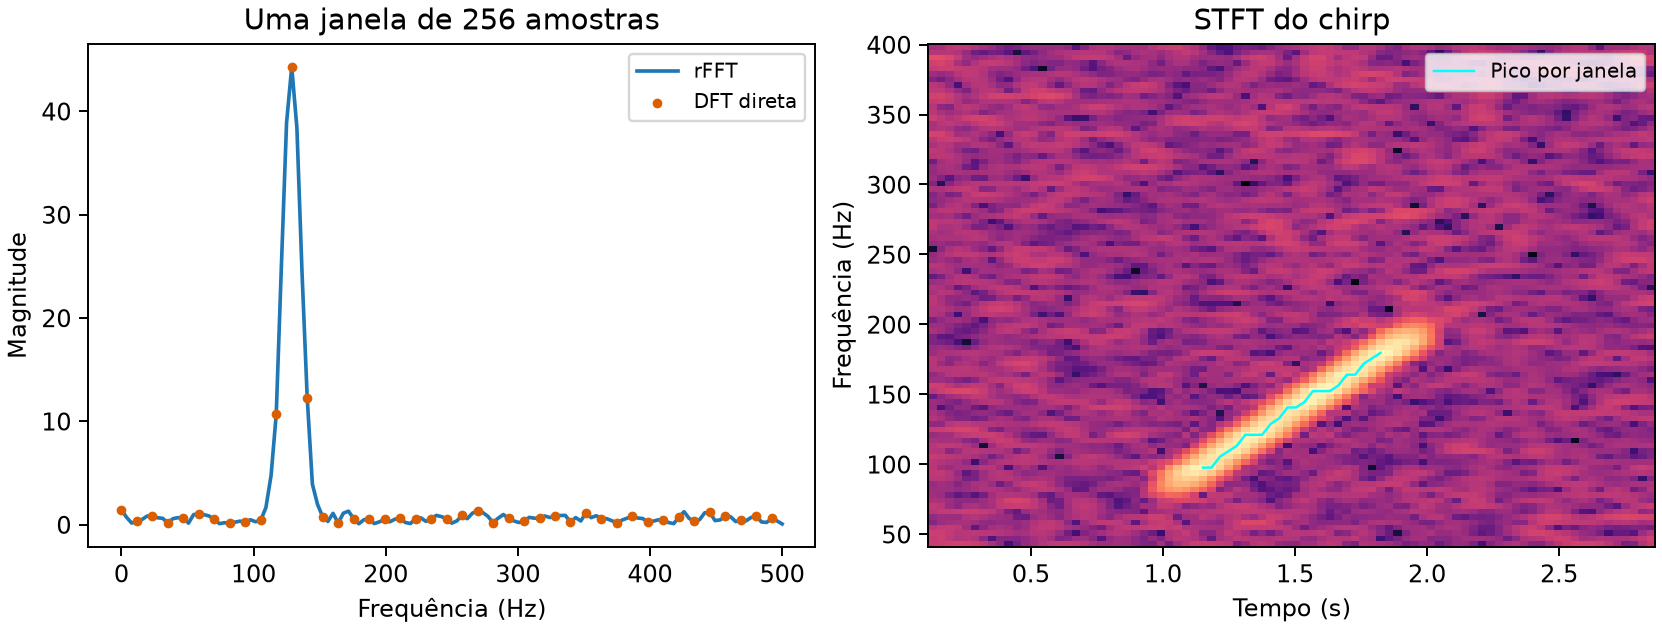 Uma janela de 256 amostras
rFFT
DFT direta
Magnitude
0
10
20
30
40
0 100 200 300 400 500
Frequência (Hz)
STFT do chirp
Pico por janela
Frequência (Hz)
400
350
300
250
200
150
100
50
0.5 1.0 1.5 2.0 2.5
Tempo (s)